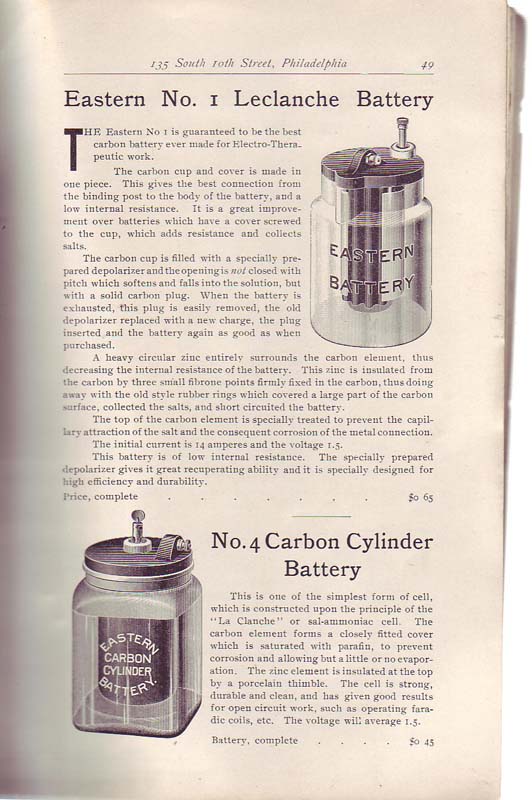 135 South 10th Street, Philadelphia 49
Eastern No. 1 Leclanche Battery
THE Eastern No 1 is guaranteed to be the best
carbon battery ever made for Electro-Thera-
peutic work.
The carbon cup and cover is made in
one piece. This gives the best connection from
the binding post to the body of the battery, and a
low internal resistance. It is a great improve-
ment over batteries which have a cover screwed
to the cup, which adds resistance and collects
salts.
The carbon cup is filled with a specially pre-
pared depolarizer and the opening is not closed with
pitch which softens and falls into the solution, but
with a solid carbon plug. When the battery is
exhausted, this plug is easily removed, the old
depolarizer replaced with a new charge, the plug
inserted and the battery again as good as when
purchased.
EASTERN
BATTERY
A heavy circular zinc entirely surrounds the carbon element, thus
decreasing the internal resistance of the battery. This zinc is insulated from
the carbon by three small fibrone points firmly fixed in the carbon, thus doing
away with the old style rubber rings which covered a large part of the carbon
surface, collected the salts, and short circuited the battery.
The top of the carbon element is specially treated to prevent the capil-
lary attraction of the salt and the consequent corrosion of the metal connection.
The initial current is 14 amperes and the voltage 1.5.
This battery is of low internal resistance. The specially prepared
depolarizer gives it great recuperating ability and it is specially designed for
high efficiency and durability.
Price, complete . . . . . . . $0 65
No. 4 Carbon Cylinder
Battery
EASTERN
CARBON
CYLINDER
BATTERY.
This is one of the simplest form of cell,
which is constructed upon the principle of the
"La Clanche" or sal-ammoniac cell. The
carbon element forms a closely fitted cover
which is saturated with parafin, to prevent
corrosion and allowing but a little or no evapor-
ation. The zinc element is insulated at the top
by a porcelain thimble. The cell is strong,
durable and clean, and has given good results
for open circuit work, such as operating fara-
dic coils, etc. The voltage will average 1.5.
Battery, complete . . . . $0 45